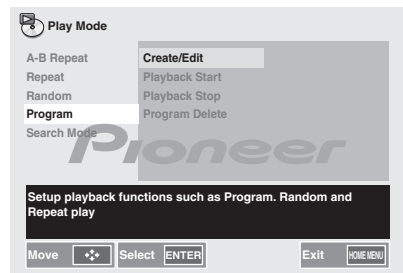 Play Mode
A-B Repeat
Repeat
Random
Program
Search Mode
Create/Edit
Playback Start
Playback Stop
Program Delete
Pioneer
Setup playback functions such as Program. Random and
Repeat play
Move Select ENTER Exit HOME MENU